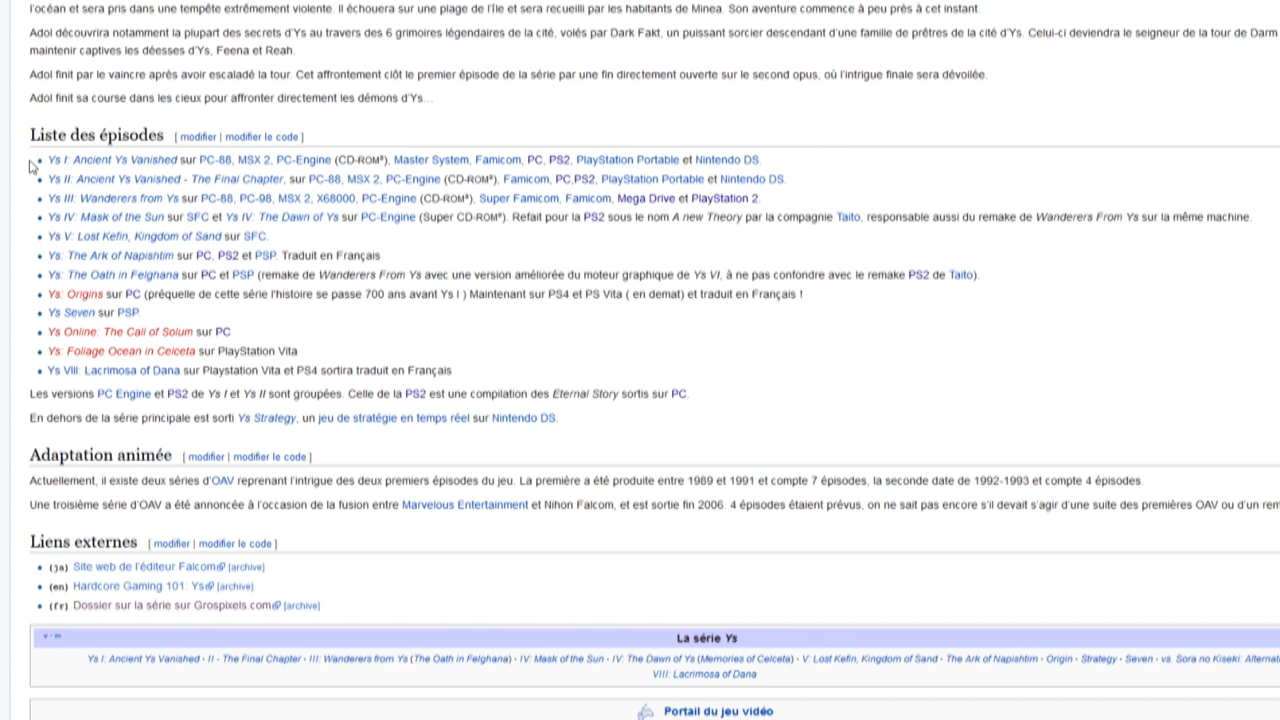 l'océan et sera pris dans une tempête extrêmement violente. Il échouera sur une plage de l'île et sera recueilli par les habitants de Minea. Son aventure commence à peu près à cet instant.
Adol découvrira notamment la plupart des secrets d'Ys au travers des 6 grimoires légendaires de la cité, volés par Dark Fakt, un puissant sorcier descendant d'une famille de prêtres de la cité d'Ys. Celui-ci deviendra le seigneur de la tour de Darm
maintenir captives les déesses d'Ys, Feena et Reah.
Adol finit par le vaincre après avoir escaladé la tour. Cet affrontement clôt le premier épisode de la série par une fin directement ouverte sur le second opus, où l'intrigue finale sera dévoilée.
Adol finit sa course dans les cieux pour affronter directement les démons d'Ys...
Liste des épisodes [ modifier | modifier le code ]
• Ys I: Ancient Ys Vanished sur PC-88, MSX 2, PC-Engine (CD-ROM²), Master System, Famicom, PC, PS2, PlayStation Portable et Nintendo DS.
• Ys II: Ancient Ys Vanished - The Final Chapter, sur PC-88, MSX 2, PC-Engine (CD-ROM²), Famicom, PC,PS2, PlayStation Portable et Nintendo DS.
• Ys III: Wanderers from Ys sur PC-88, PC-98, MSX 2, X68000, PC-Engine (CD-ROM²), Super Famicom, Famicom, Mega Drive et PlayStation 2.
• Ys IV: Mask of the Sun sur SFC et Ys IV: The Dawn of Ys sur PC-Engine (Super CD-ROM²). Refait pour la PS2 sous le nom A new Theory par la compagnie Taito, responsable aussi du remake de Wanderers From Ys sur la même machine.
• Ys V: Lost Kefin, Kingdom of Sand sur SFC.
• Ys: The Ark of Napishtim sur PC, PS2 et PSP. Traduit en Français
• Ys: The Oath in Felghana sur PC et PSP (remake de Wanderers From Ys avec une version améliorée du moteur graphique de Ys VI, à ne pas confondre avec le remake PS2 de Taito).
• Ys: Origins sur PC (préquelle de cette série l'histoire se passe 700 ans avant Ys I ) Maintenant sur PS4 et PS Vita ( en demat) et traduit en Français !
• Ys Seven sur PSP.
• Ys Online: The Call of Solum sur PC
• Ys: Foliage Ocean in Celceta sur PlayStation Vita
• Ys VIII: Lacrimosa of Dana sur Playstation Vita et PS4 sortira traduit en Français
Les versions PC Engine et PS2 de Ys I et Ys II sont groupées. Celle de la PS2 est une compilation des Eternal Story sortis sur PC.
En dehors de la série principale est sorti Ys Strategy, un jeu de stratégie en temps réel sur Nintendo DS.
Adaptation animée [ modifier | modifier le code ]
Actuellement, il existe deux séries d'OAV reprenant l'intrigue des deux premiers épisodes du jeu. La première a été produite entre 1989 et 1991 et compte 7 épisodes, la seconde date de 1992-1993 et compte 4 épisodes.
Une troisième série d'OAV a été annoncée à l'occasion de la fusion entre Marvelous Entertainment et Nihon Falcom, et est sortie fin 2006. 4 épisodes étaient prévus, on ne sait pas encore s'il devait s'agir d'une suite des premières OAV ou d'un rem
Liens externes [ modifier | modifier le code ]
• (ja) Site web de l'éditeur Falcom [archive]
• (en) Hardcore Gaming 101: Ys [archive]
• (fr) Dossier sur la série sur Grospixels.com [archive]
v · m
La série Ys
Ys I: Ancient Ys Vanished · II - The Final Chapter · III: Wanderers from Ys (The Oath in Felghana) · IV: Mask of the Sun · IV: The Dawn of Ys (Memories of Celceta) · V: Lost Kefin, Kingdom of Sand · The Ark of Napishtim · Origin · Strategy · Seven · vs. Sora no Kiseki: Alternat
VIII: Lacrimosa of Dana
Portail du jeu vidéo